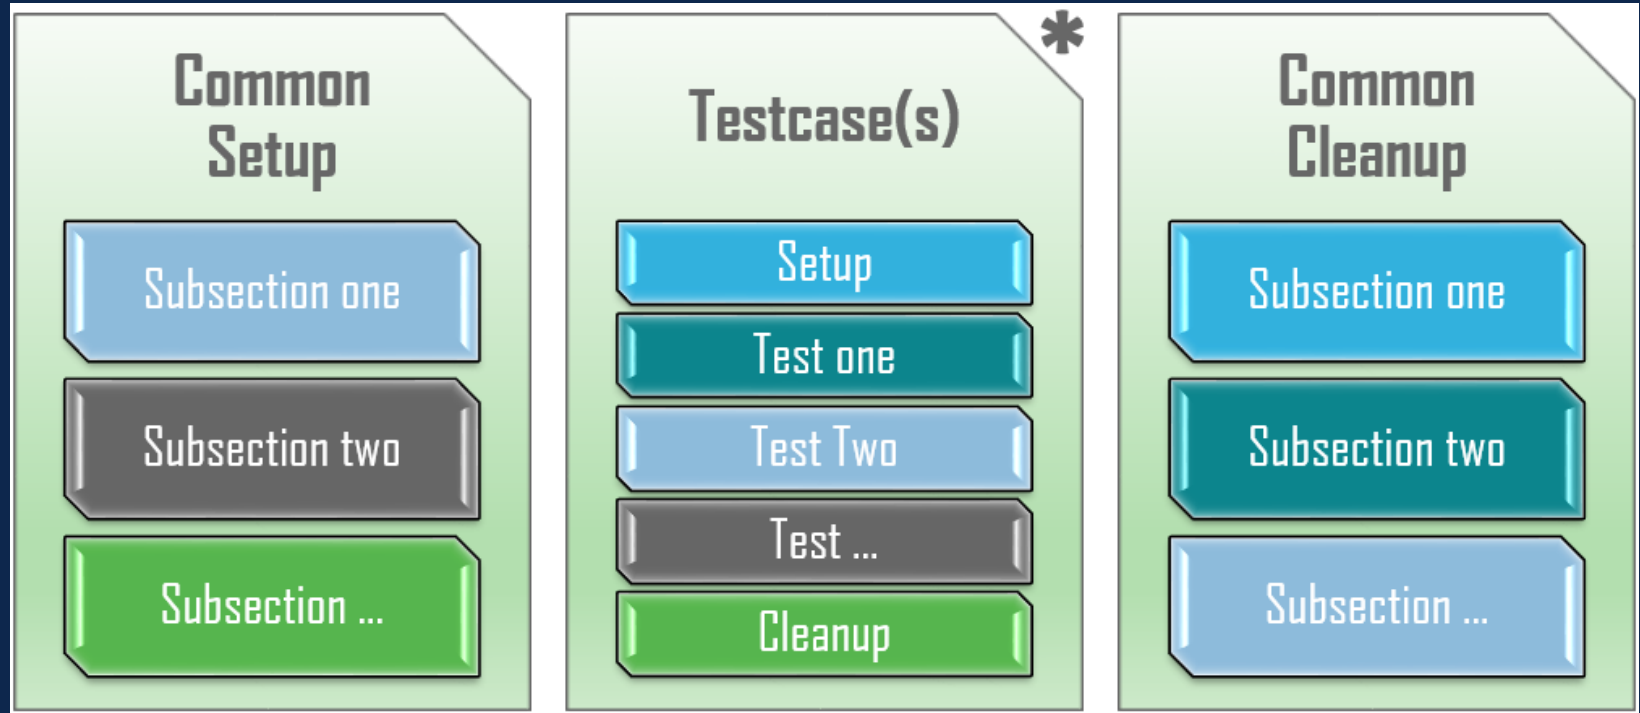 Common
Setup
Subsection one
Subsection two
Subsection ...
Testcase(s)
*
Setup
Test one
Test Two
Test ...
Cleanup
Common
Cleanup
Subsection one
Subsection two
Subsection ...